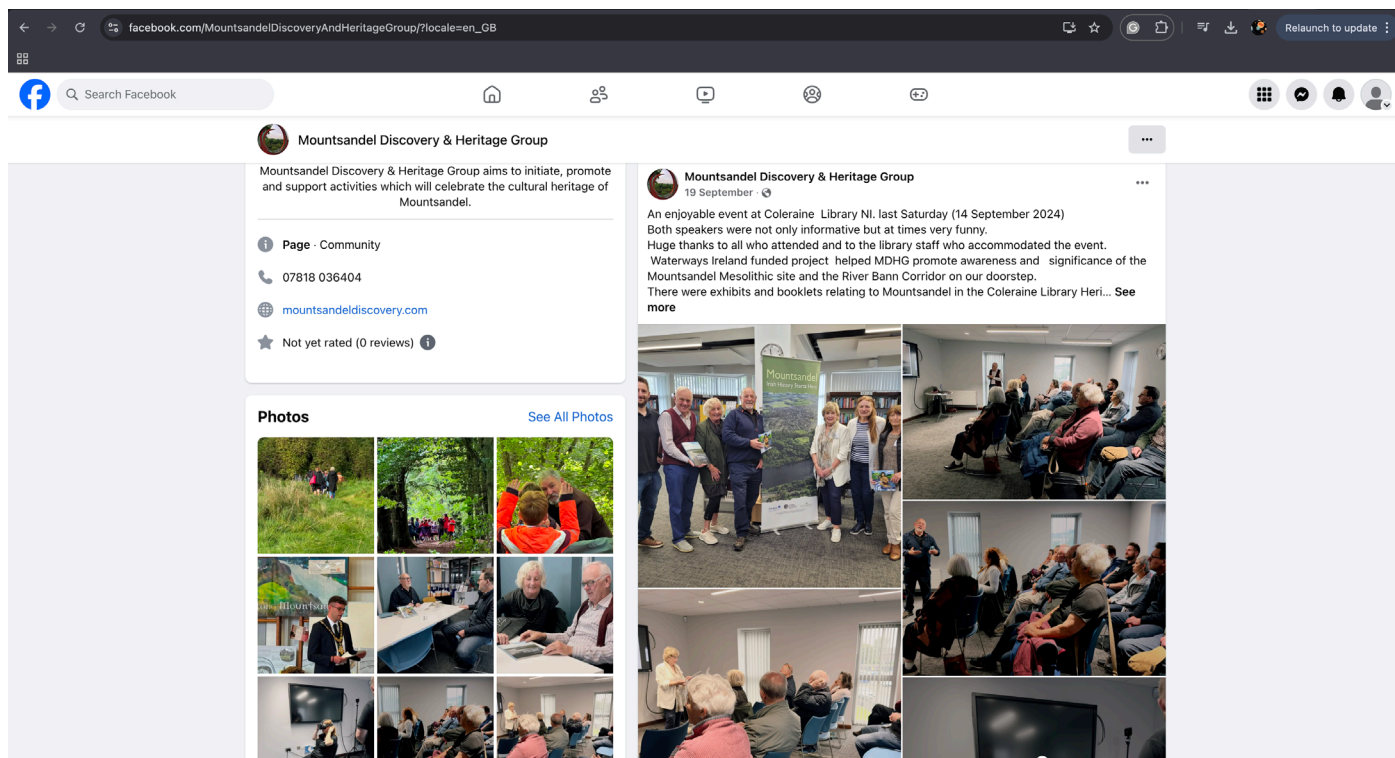 facebook.com/MountsandelDiscoveryAndHeritageGroup/?locale=en_GB
Relaunch to update
Search Facebook
Mountsandel Discovery & Heritage Group
Mountsandel Discovery & Heritage Group aims to initiate, promote
and support activities which will celebrate the cultural heritage of
Mountsandel.
Page · Community
07818 036404
mountsandeldiscovery.com
Not yet rated (0 reviews)
Photos
See All Photos
Mountsan
Mountsandel Discovery & Heritage Group
19 September ·
An enjoyable event at Coleraine  Library NI. last Saturday (14 September 2024)
Both speakers were not only informative but at times very funny.
Huge thanks to all who attended and to the library staff who accommodated the event.
Waterways Ireland funded project  helped MDHG promote awareness and   significance of the
Mountsandel Mesolithic site and the River Bann Corridor on our doorstep.
There were exhibits and booklets relating to Mountsandel in the Coleraine Library Heri... See
more
Mountsandel
Irish History Starts Here